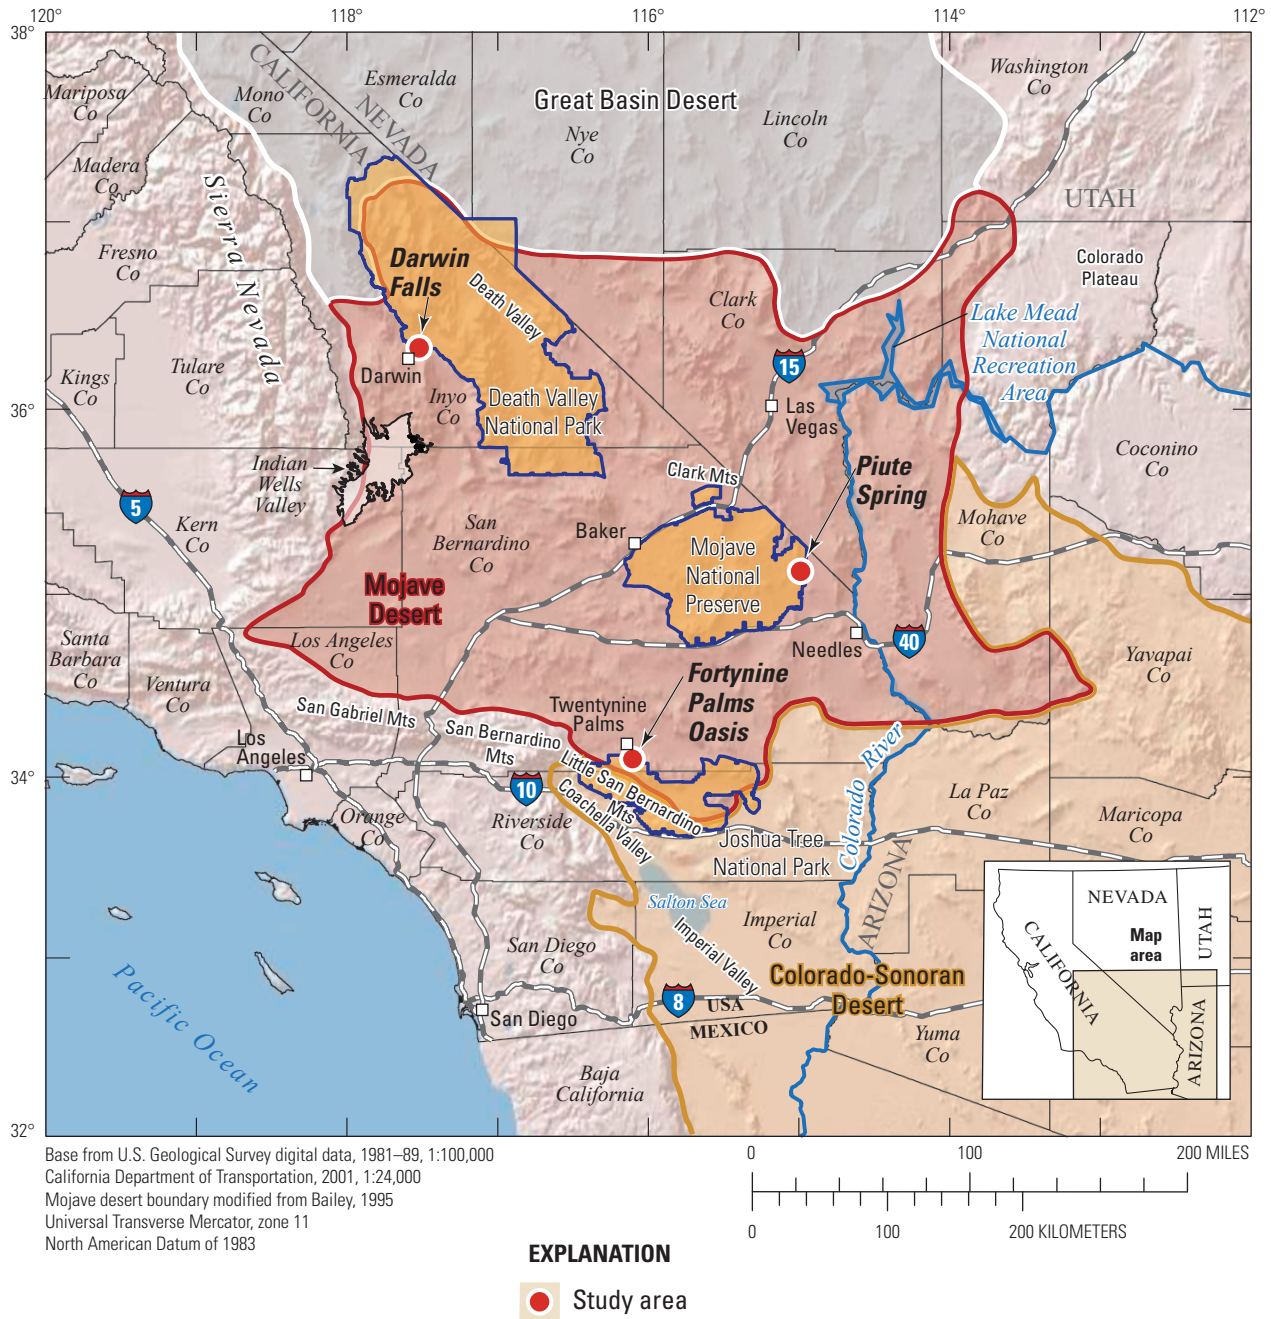 120°
118°
116°
114°
112°
38°
36°
34°
32°
Mariposa
Co
Mono
Co
CALIFORNIA
NEVADA
Esmeralda
Co
Great Basin Desert
Nye
Co
Lincoln
Co
Washington
Co
Madera
Co
Sierra Nevada
UTAH
Fresno
Co
Darwin
Falls
Death Valley
Clark
Co
Colorado
Plateau
Lake Mead
National
Recreation
Area
Tulare
Co
Kings
Co
Darwin
Inyo
Co
Death Valley
National Park
15
Las
Vegas
Coconino
Co
Indian
Wells
Valley
Clark Mts
Piute
Spring
5
Kern
Co
San
Bernardino
Co
Baker
Mojave
National
Preserve
Mohave
Co
Mojave
Desert
Santa
Barbara
Co
Los Angeles
Co
Needles
40
Yavapai
Co
Ventura
Co
San Gabriel Mts
Twentynine
Palms
Fortynine
Palms
Oasis
Los
Angeles
San Bernardino
Mts
Little San Bernardino
Mts
Coachella Valley
10
Colorado River
La Paz
Co
Maricopa
Co
Orange
Co
Riverside
Co
Joshua Tree
National Park
ARIZONA
Salton Sea
Imperial
Co
Imperial Valley
San Diego
Co
Colorado-Sonoran
Desert
Pacific Ocean
8
USA
MEXICO
San Diego
Yuma
Co
Baja
California
NEVADA
UTAH
Map
area
CALIFORNIA
ARIZONA
Base from U.S. Geological Survey digital data, 1981–89, 1:100,000
California Department of Transportation, 2001, 1:24,000
Mojave desert boundary modified from Bailey, 1995
Universal Transverse Mercator, zone 11
North American Datum of 1983
0 100 200 MILES
0 100 200 KILOMETERS
EXPLANATION
Study area